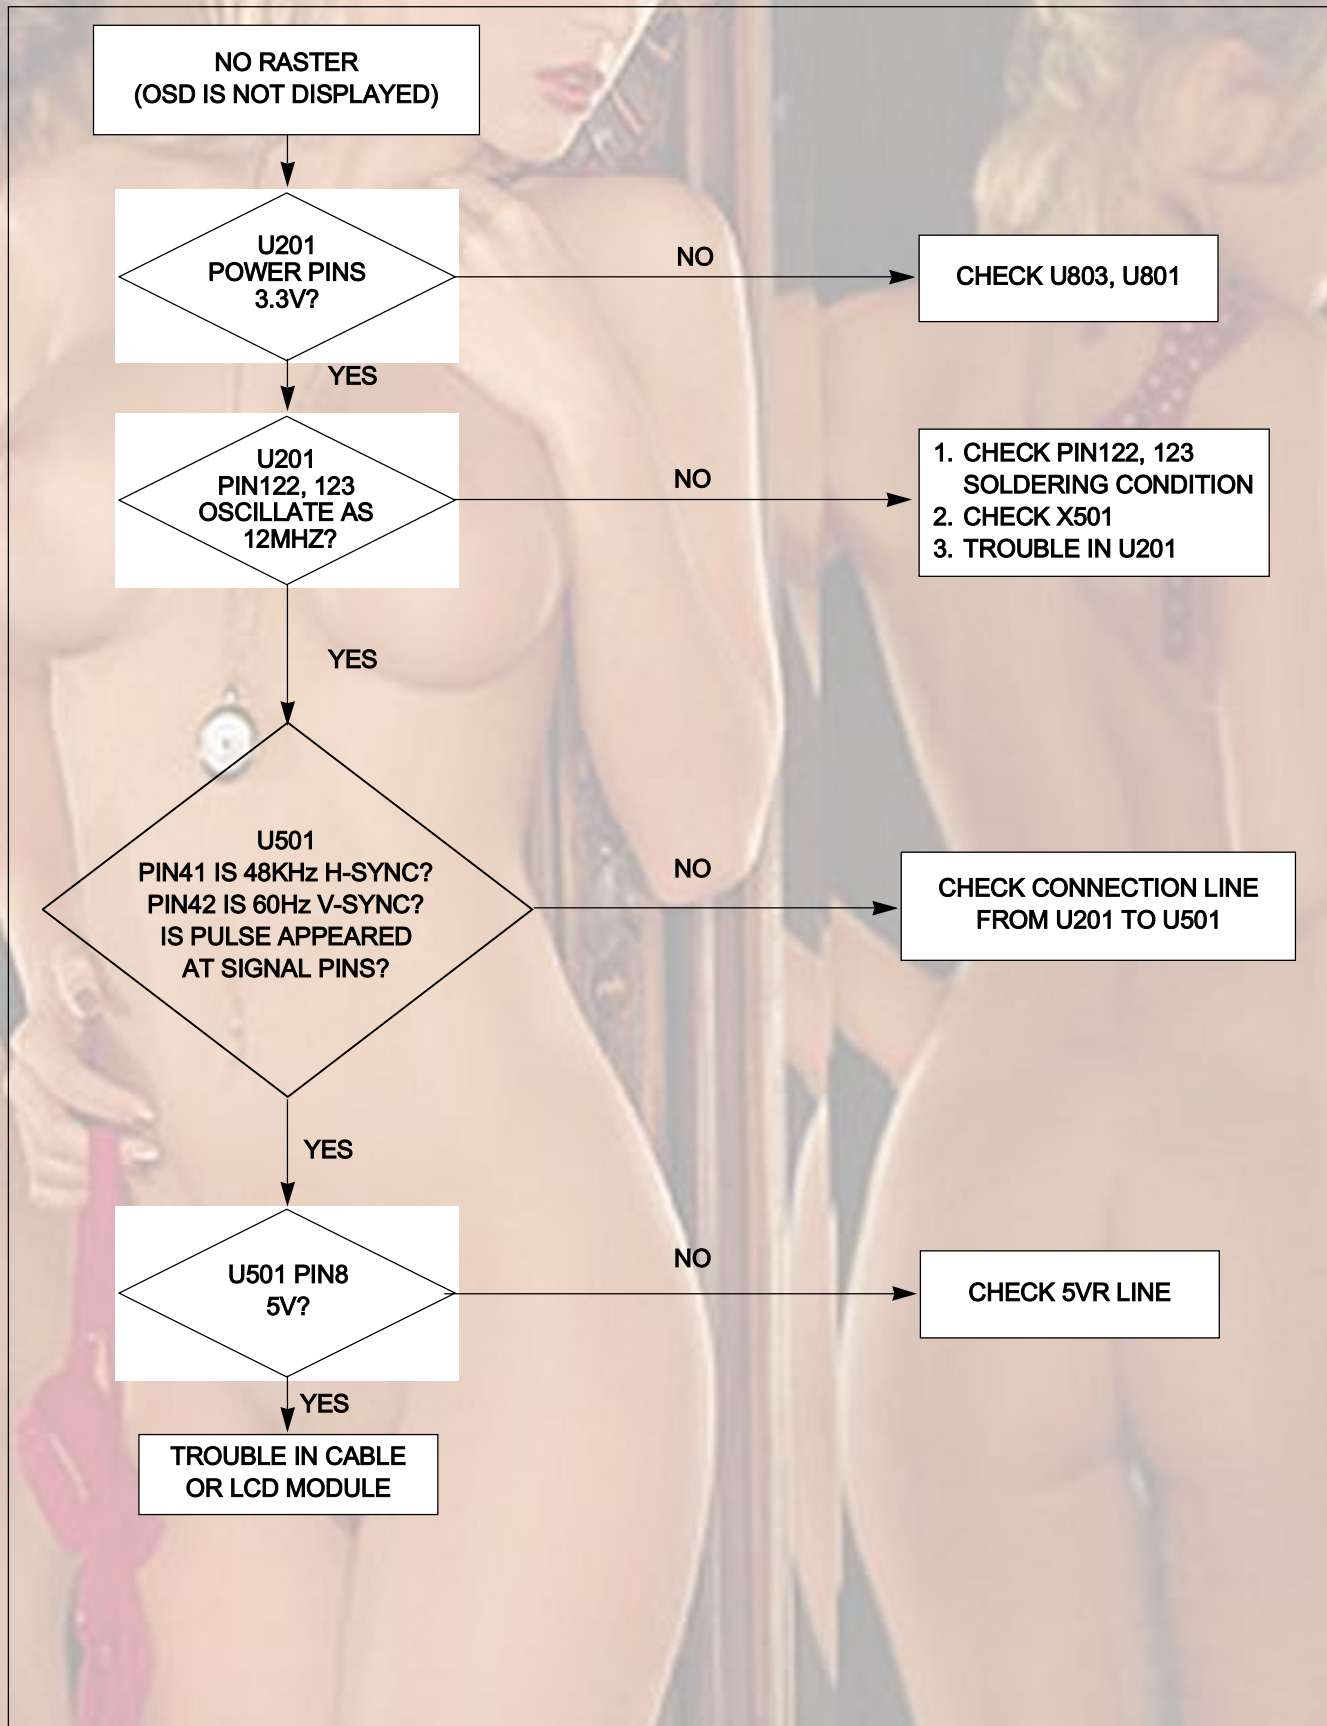 NO RASTER
(OSD IS NOT DISPLAYED)
U201
POWER PINS
3.3V?
NO
CHECK U803, U801
YES
U201
PIN122, 123
OSCILLATE AS
12MHZ?
NO
1. CHECK PIN122, 123
SOLDERING CONDITION
2. CHECK X501
3. TROUBLE IN U201
YES
U501
PIN41 IS 48KHz H-SYNC?
PIN42 IS 60Hz V-SYNC?
IS PULSE APPEARED
AT SIGNAL PINS?
NO
CHECK CONNECTION LINE
FROM U201 TO U501
YES
U501 PIN8
5V?
NO
CHECK 5VR LINE
YES
TROUBLE IN CABLE
OR LCD MODULE